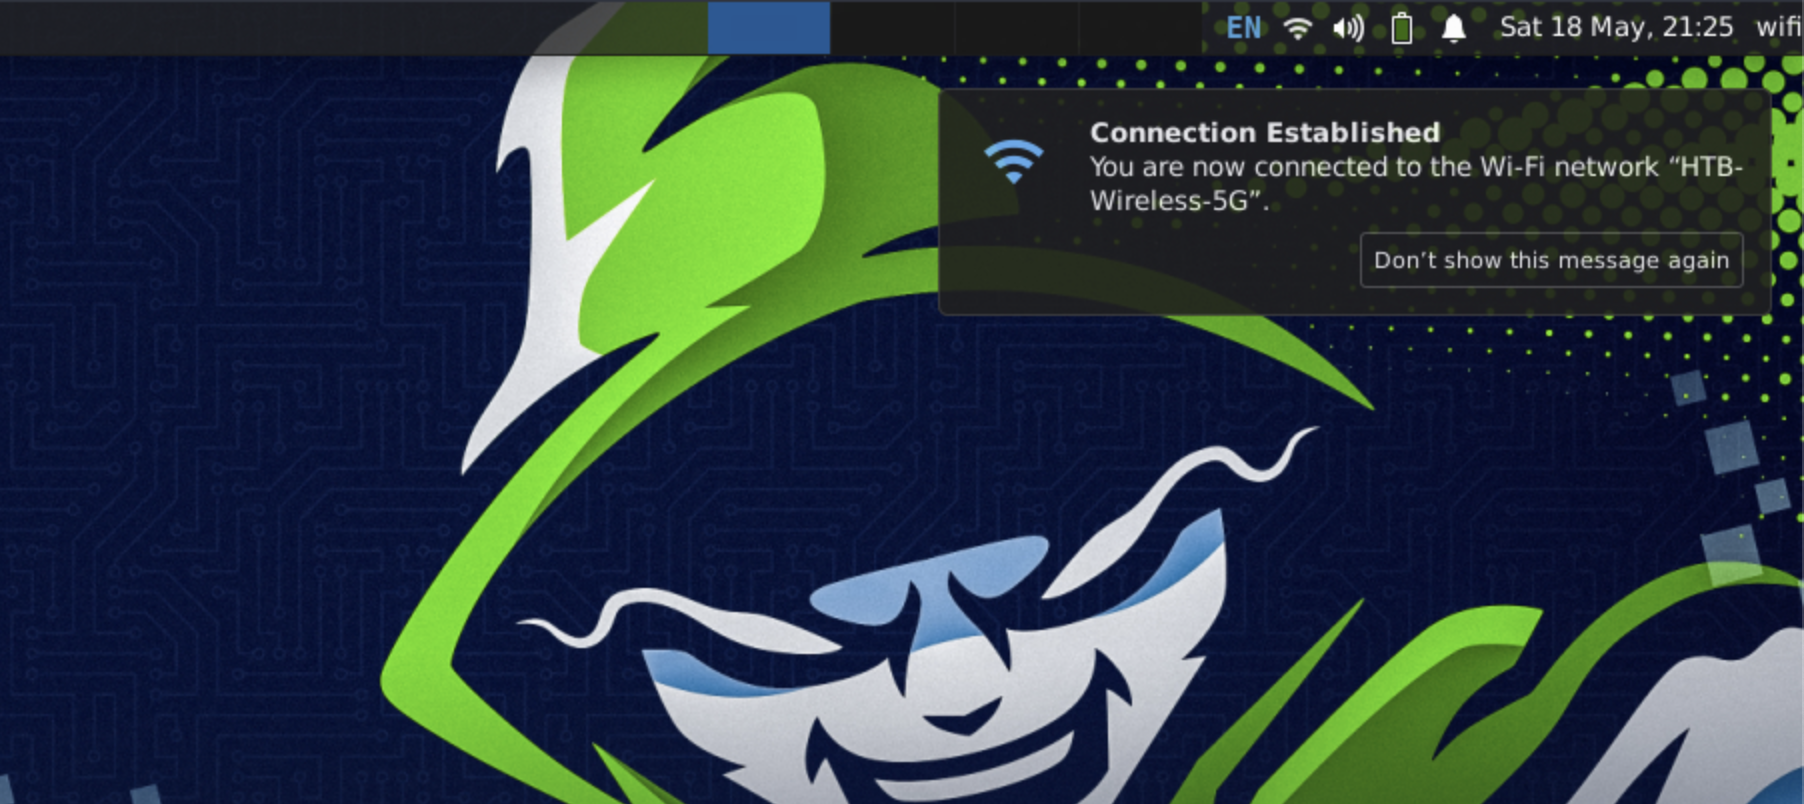 EN Sat 18 May, 21:25 wifi
Connection Established
You are now connected to the Wi-Fi network “HTB-
Wireless-5G”.
Don’t show this message again